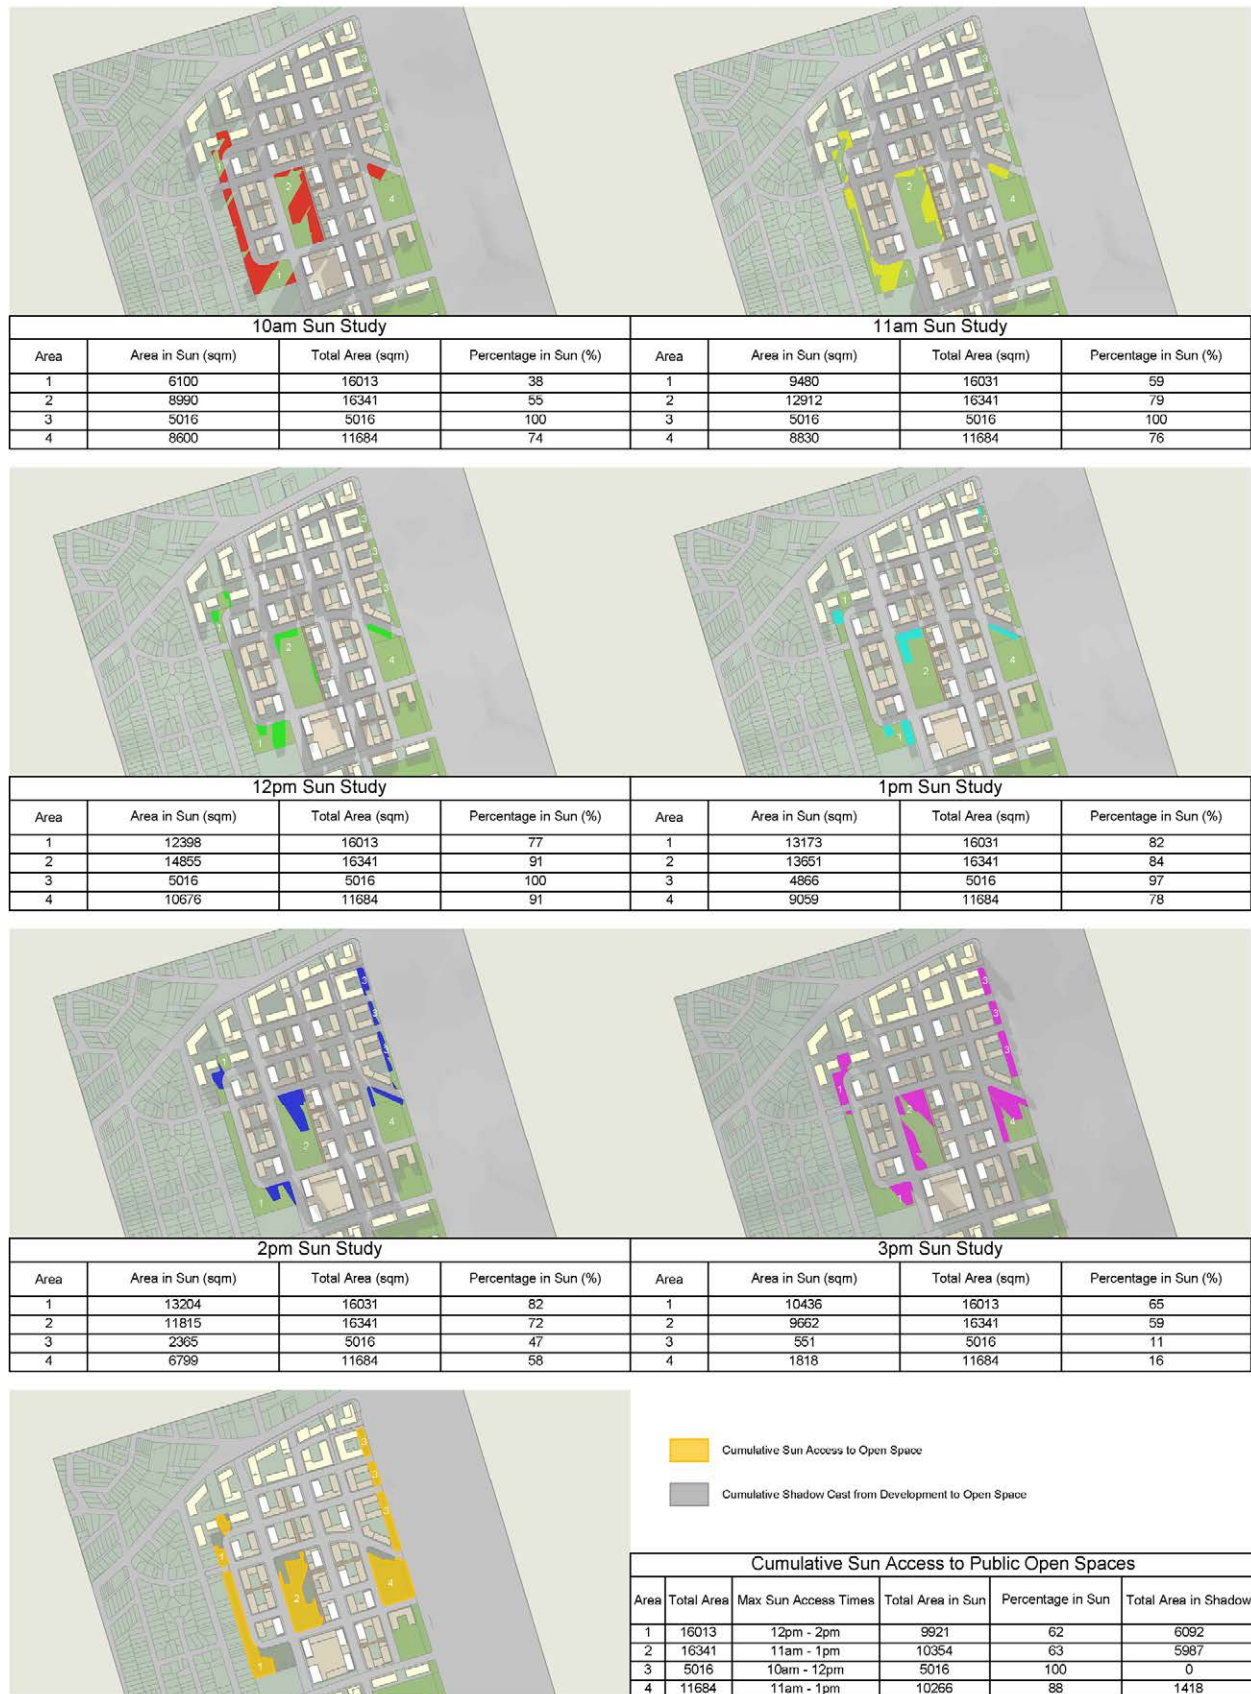 10am Sun Study
Area Area in Sun (sqm) Total Area (sqm) Percentage in Sun (%)
1 6100 16013 38
2 8990 16341 55
3 5016 5016 100
4 8600 11684 74
11am Sun Study
Area Area in Sun (sqm) Total Area (sqm) Percentage in Sun (%)
1 9480 16031 59
2 12912 16341 79
3 5016 5016 100
4 8830 11684 76
12pm Sun Study
Area Area in Sun (sqm) Total Area (sqm) Percentage in Sun (%)
1 12398 16013 77
2 14855 16341 91
3 5016 5016 100
4 10676 11684 91
1pm Sun Study
Area Area in Sun (sqm) Total Area (sqm) Percentage in Sun (%)
1 13173 16031 82
2 13651 16341 84
3 4866 5016 97
4 9059 11684 78
2pm Sun Study
Area Area in Sun (sqm) Total Area (sqm) Percentage in Sun (%)
1 13204 16031 82
2 11815 16341 72
3 2365 5016 47
4 6799 11684 58
3pm Sun Study
Area Area in Sun (sqm) Total Area (sqm) Percentage in Sun (%)
1 10436 16013 65
2 9662 16341 59
3 551 5016 11
4 1818 11684 16
Cumulative Sun Access to Open Space
Cumulative Shadow Cast from Development to Open Space
Cumulative Sun Access to Public Open Spaces
Area Total Area Max Sun Access Times Total Area in Sun Percentage in Sun Total Area in Shadow
1 16013 12pm - 2pm 9921 62 6092
2 16341 11am - 1pm 10354 63 5987
3 5016 10am - 12pm 5016 100 0
4 11684 11am - 1pm 10266 88 1418